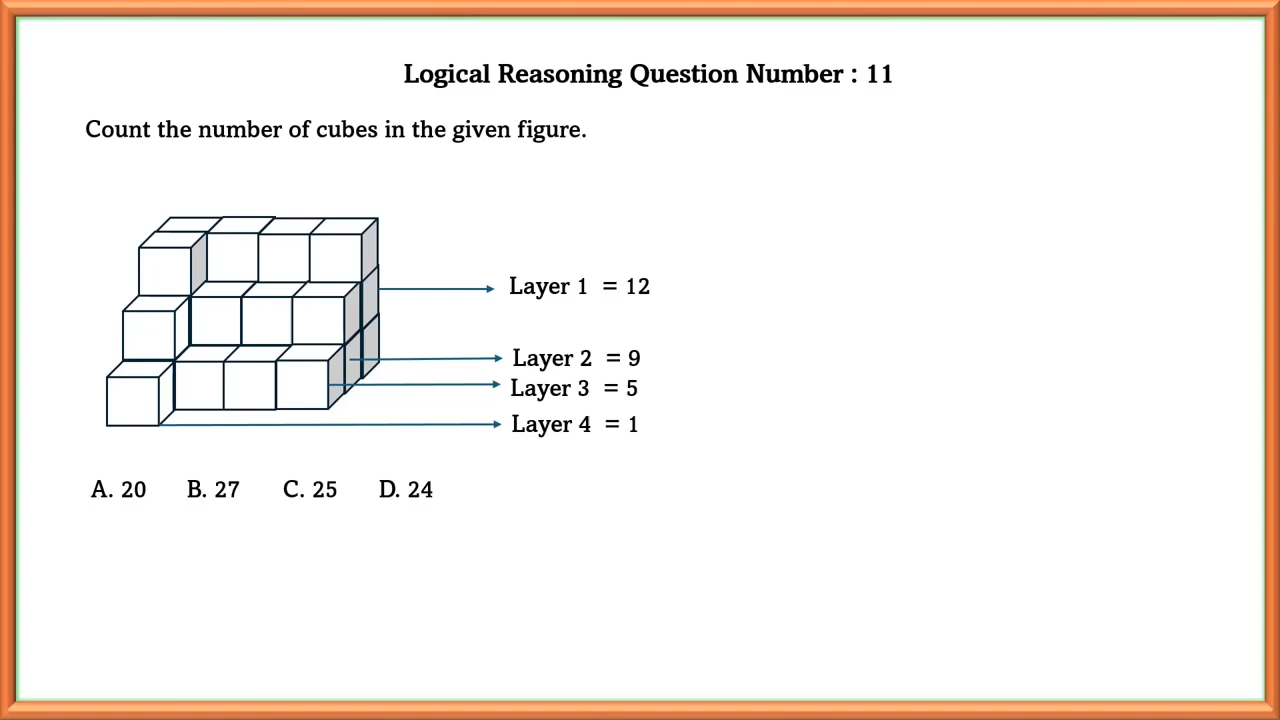 Logical Reasoning Question Number : 11
Count the number of cubes in the given figure.
Layer 1 = 12
Layer 2 = 9
Layer 3 = 5
Layer 4 = 1
A. 20 B. 27 C. 25 D. 24